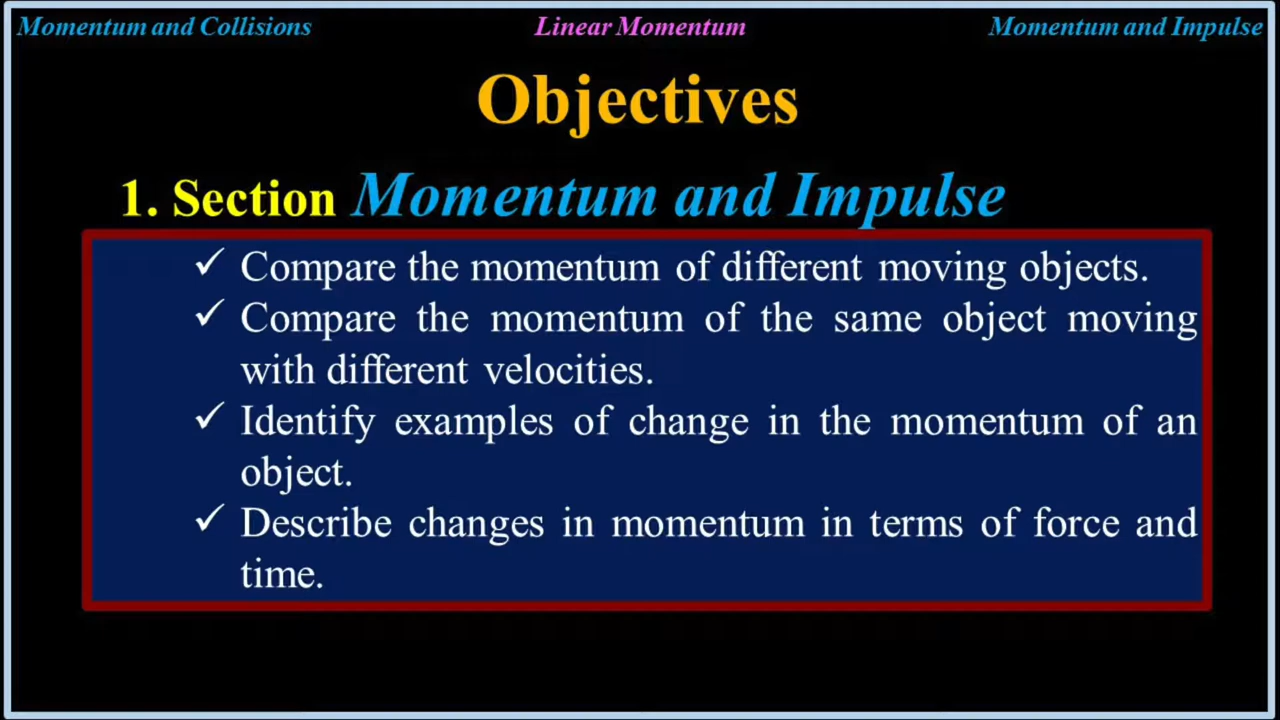 Momentum and Collisions
Linear Momentum
Momentum and Impulse
Objectives
1. Section Momentum and Impulse
✓ Compare the momentum of different moving objects.
✓ Compare the momentum of the same object moving
with different velocities.
✓ Identify examples of change in the momentum of an
object.
✓ Describe changes in momentum in terms of force and
time.